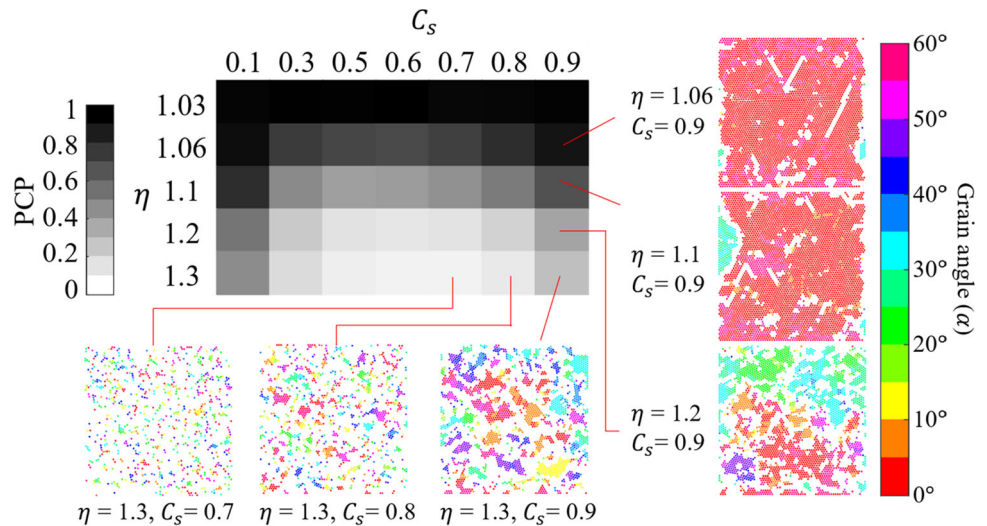 C_s
0.1 0.3 0.5 0.6 0.7 0.8 0.9
PCP
1
0.8
0.6
0.4
0.2
0
η
1.03
1.06
1.1
1.2
1.3
η = 1.06
C_s = 0.9
η = 1.1
C_s = 0.9
η = 1.2
C_s = 0.9
60°
50°
40°
30°
20°
10°
0°
Grain angle (α)
η = 1.3, C_s = 0.7
η = 1.3, C_s = 0.8
η = 1.3, C_s = 0.9